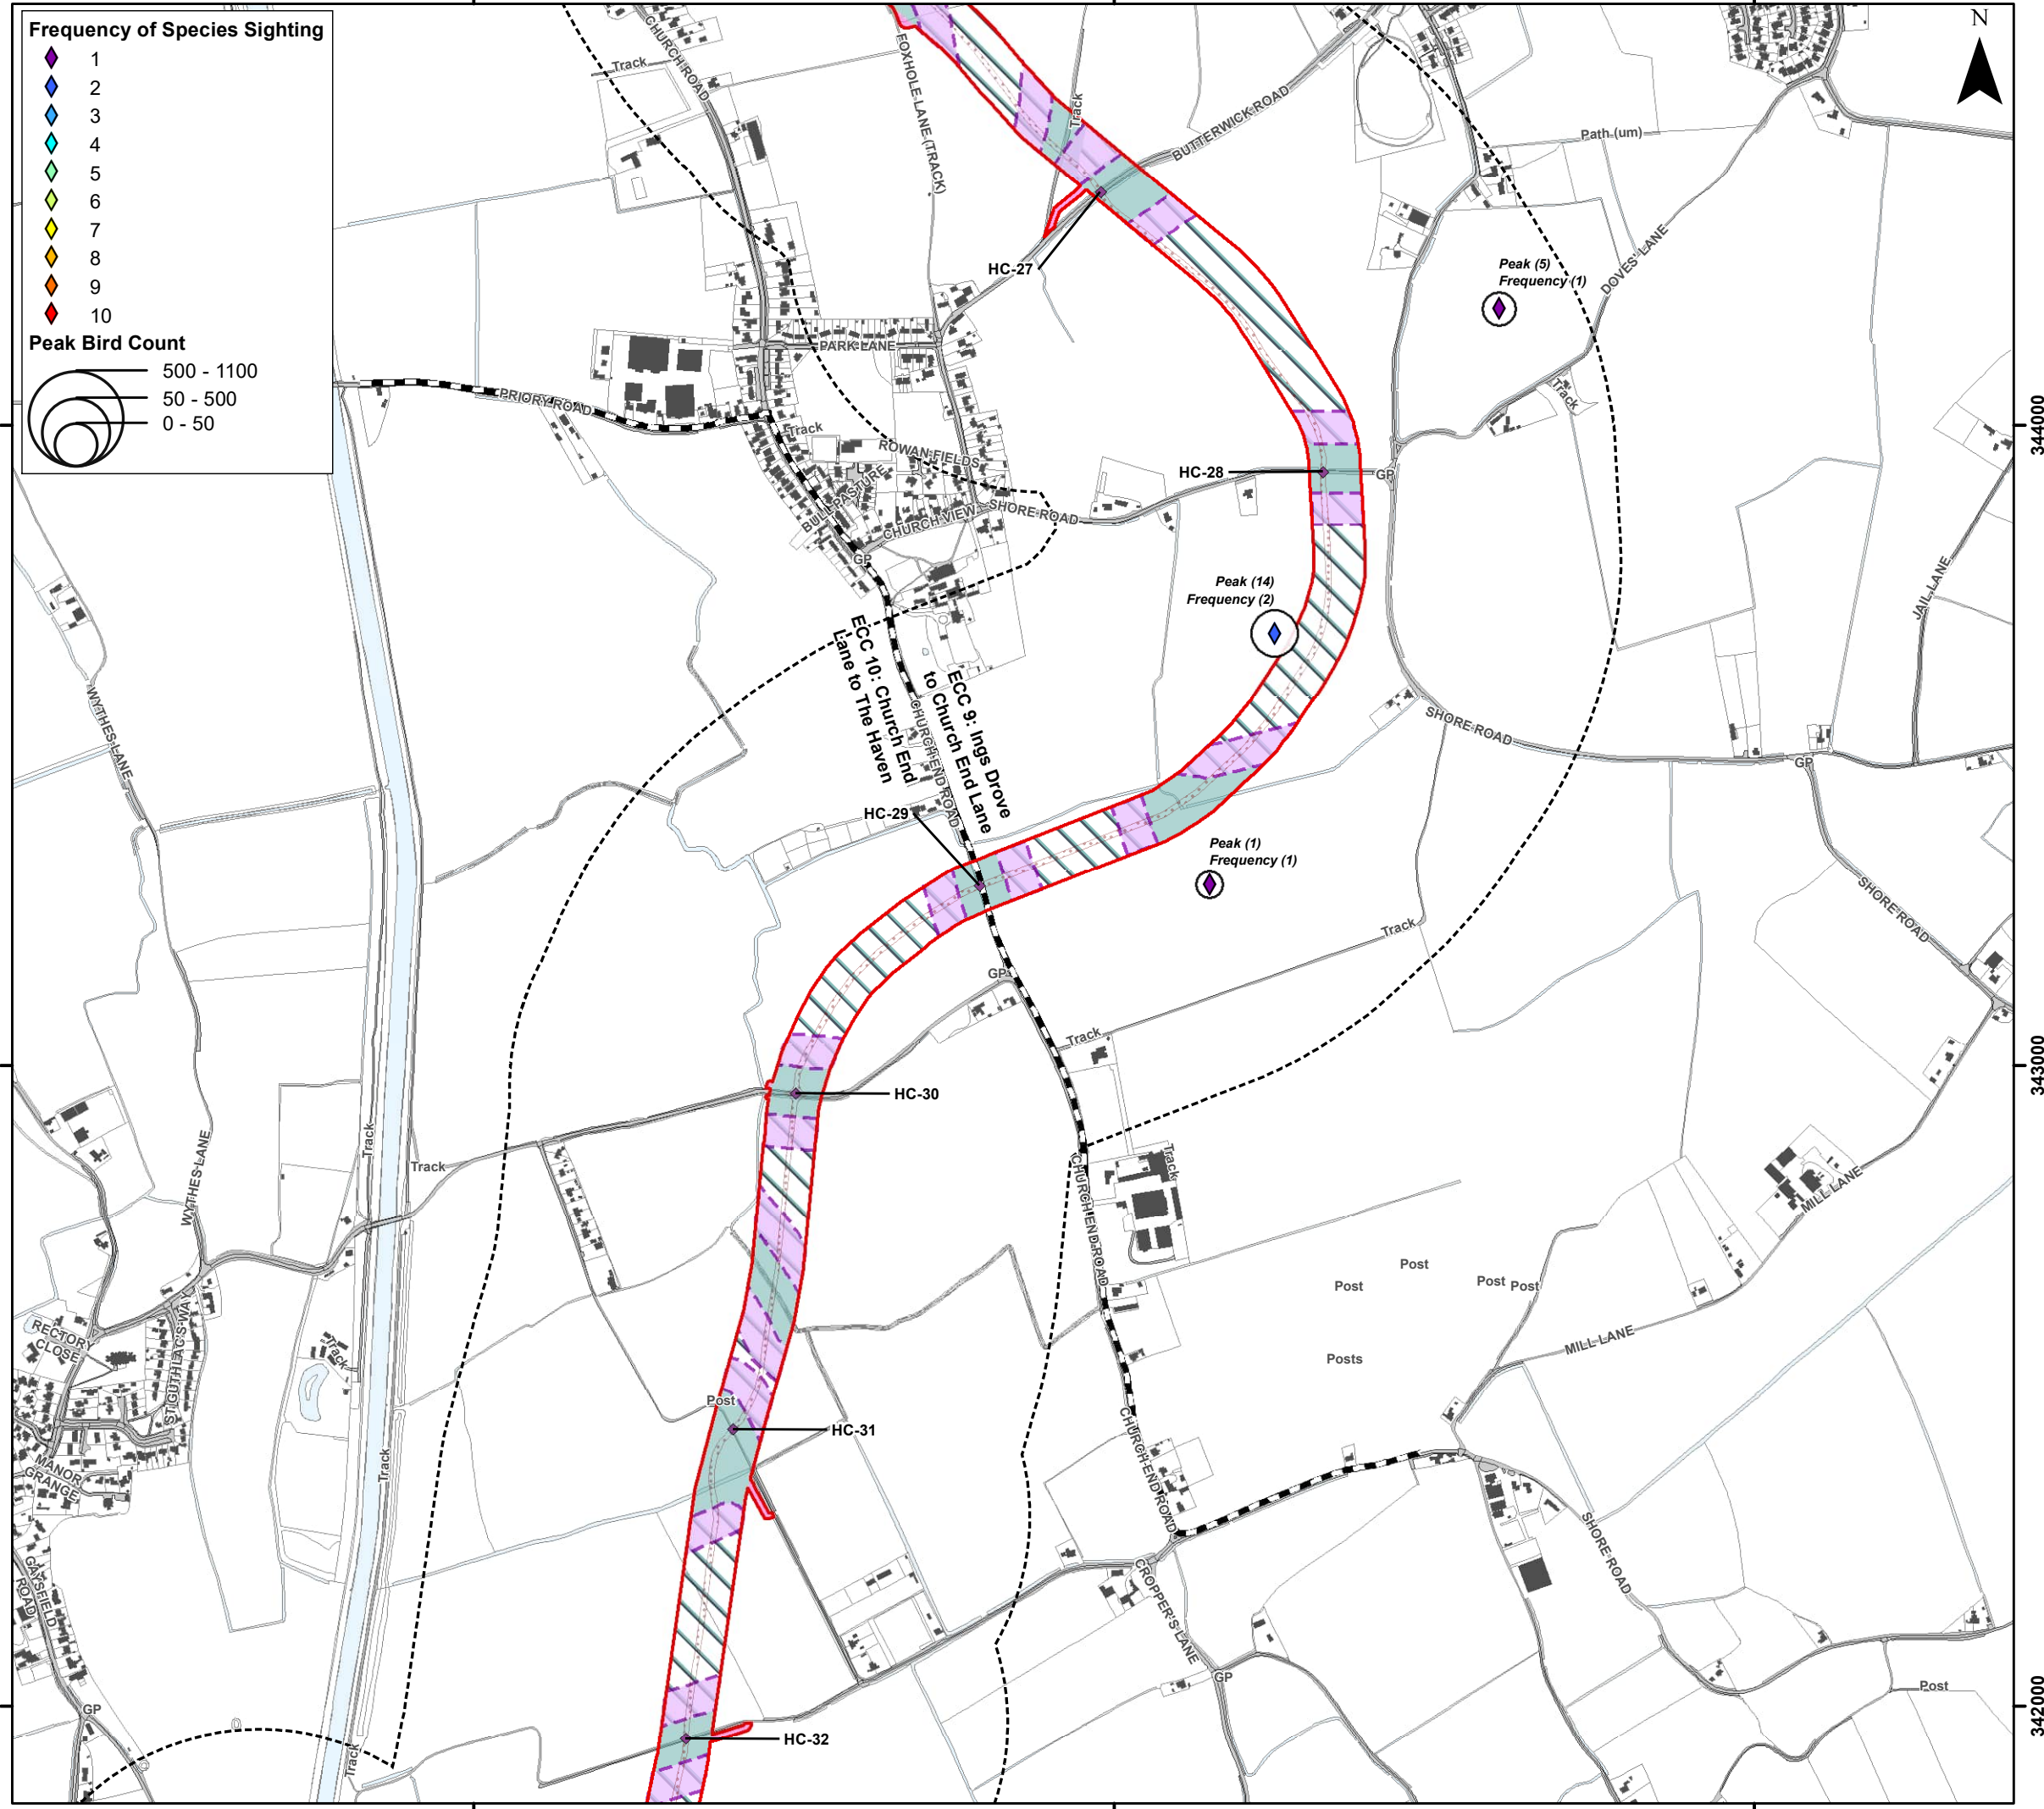 Frequency of Species Sighting
1
2
3
4
5
6
7
8
9
10
Peak Bird Count
500 - 1100
50 - 500
0 - 50
N
CHURCH ROAD
Track
FOXHOLE LANE (TRACK)
Track
BUTTERWICK ROAD
Path (um)
DOVES' LANE
HC-27
Peak (5)
Frequency (1)
PARK LANE
PRIORY ROAD
Track
Track
344000
ROWAN FIELDS
BULL PASTURE
CHURCH VIEW
SHORE ROAD
HC-28
GP
GP
JAIL LANE
Peak (14)
Frequency (2)
ECC 10: Church End
Lane to The Haven
ECC 9: Ings Drove
to Church End Lane
CHURCH END ROAD
WYTHES LANE
SHORE ROAD
GP
HC-29
Peak (1)
Frequency (1)
SHORE ROAD
Track
GP
Track
343000
HC-30
Track
Track
WYTHES LANE
Track
CHURCH END ROAD
MILL LANE
Post
Post
Post
Post
RECTORY
CLOSE
ST GUTHLAC'S WAY
Track
MILL LANE
Posts
Post
HC-31
CHURCH END ROAD
MANOR
GRANGE
Track
SHORE ROAD
GAYSFIELD
ROAD
CROPPER'S LANE
GP
Post
GP
342000
HC-32
Track